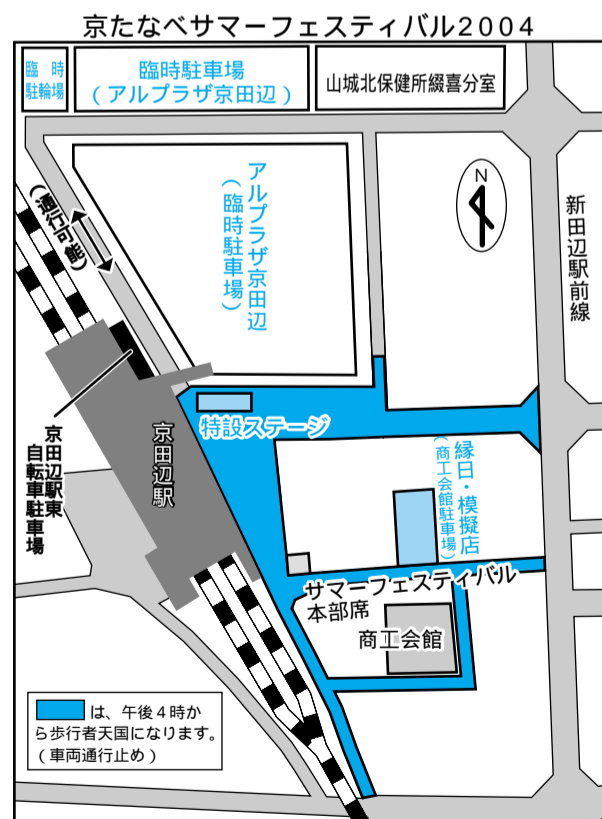 京たなべサマーフェスティバル2004
臨時
駐輪場
臨時駐車場
(アルプラザ京田辺)
山城北保健所綴喜分室
(通行可能)
アルプラザ京田辺
(臨時駐車場)
N
新田辺駅前線
京田辺駅東
自転車駐車場
京田辺駅
特設ステージ
縁日・模擬店
(商工会館駐車場)
サマーフェスティバル
本部席
商工会館
は、午後4時か
ら歩行者天国になります。
(車両通行止め)